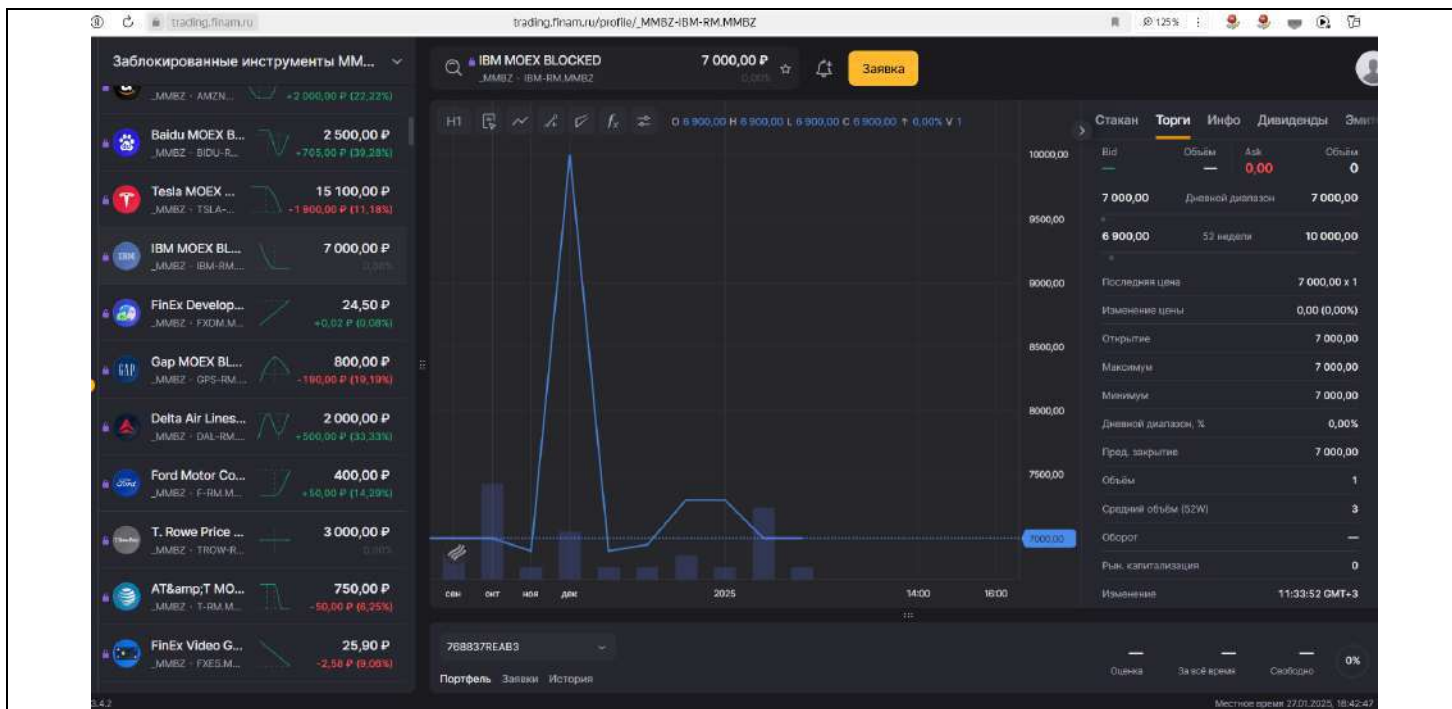 trading.finam.ru
trading.finam.ru/profile/_MMBZ-IBM-RM.MMBZ
125%
Заблокированные инструменты ММ...
_MMBZ - AMZN...
+2 000,00 ₽ (22,22%)
Baidu MOEX B...
2 500,00 ₽
_MMBZ - BIDU-R...
+705,00 ₽ (39,28%)
Tesla MOEX ...
15 100,00 ₽
_MMBZ - TSLA-...
-1 900,00 ₽ (11,18%)
IBM MOEX BL...
7 000,00 ₽
_MMBZ - IBM-RM...
0,00%
FinEx Develop...
24,50 ₽
_MMBZ - FXDM.M...
+0,02 ₽ (0,08%)
GAP
Gap MOEX BL...
800,00 ₽
_MMBZ - GPS-RM...
-190,00 ₽ (19,19%)
Delta Air Lines...
2 000,00 ₽
_MMBZ - DAL-RM...
+500,00 ₽ (33,33%)
Ford Motor Co...
400,00 ₽
_MMBZ - F-RM.M...
+50,00 ₽ (14,29%)
T. Rowe Price ...
3 000,00 ₽
_MMBZ - TROW-R...
0,00%
AT&amp;T MO...
750,00 ₽
_MMBZ - T-RM.M...
-50,00 ₽ (6,25%)
FinEx Video G...
25,90 ₽
_MMBZ - FXES.M...
-2,58 ₽ (9,06%)
3.4.2
IBM MOEX BLOCKED
7 000,00 ₽
_MMBZ - IBM-RM.MMBZ
0,00%
Заявка
H1
O 6 900,00 H 6 900,00 L 6 900,00 C 6 900,00 ↑ 0,00% V 1
10000,00
9500,00
9000,00
8500,00
8000,00
7500,00
7000,00
сен
окт
ноя
дек
2025
14:00
16:00
768837REAB3
Портфель Заявки История
Стакан Торги Инфо Дивиденды Эмит
Bid Объём Ask Объём
— — 0,00 0
7 000,00 Дневной диапазон 7 000,00
6 900,00 52 недели 10 000,00
Последняя цена 7 000,00 x 1
Изменение цены 0,00 (0,00%)
Открытие 7 000,00
Максимум 7 000,00
Минимум 7 000,00
Дневной диапазон, % 0,00%
Пред. закрытие 7 000,00
Объём 1
Средний объём (52W) 3
Оборот —
Рын. капитализация 0
Изменение 11:33:52 GMT+3
— — —
Оценка За всё время Свободно
0%
Местное время 27.01.2025, 16:42:47